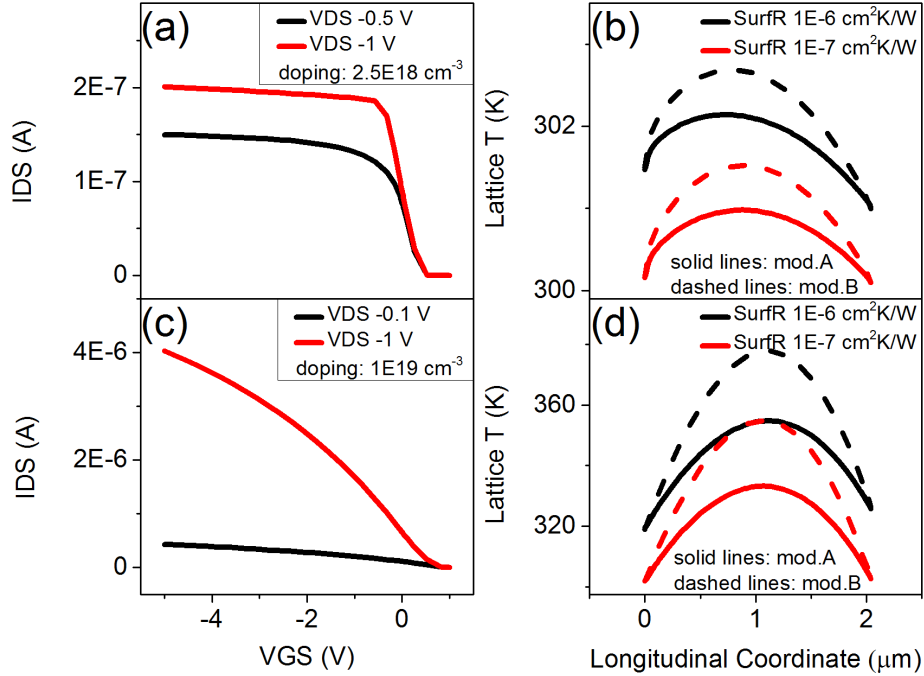 (a)
VDS -0.5 V
VDS -1 V
doping: 2.5E18 cm⁻³
2E-7
1E-7
0
IDS (A)
(b)
SurfR 1E-6 cm²K/W
SurfR 1E-7 cm²K/W
302
300
Lattice T (K)
solid lines: mod.A
dashed lines: mod.B
(c)
VDS -0.1 V
VDS -1 V
doping: 1E19 cm⁻³
4E-6
2E-6
0
IDS (A)
-4
-2
0
VGS (V)
(d)
SurfR 1E-6 cm²K/W
SurfR 1E-7 cm²K/W
360
320
Lattice T (K)
solid lines: mod.A
dashed lines: mod.B
0
1
2
Longitudinal Coordinate (μm)